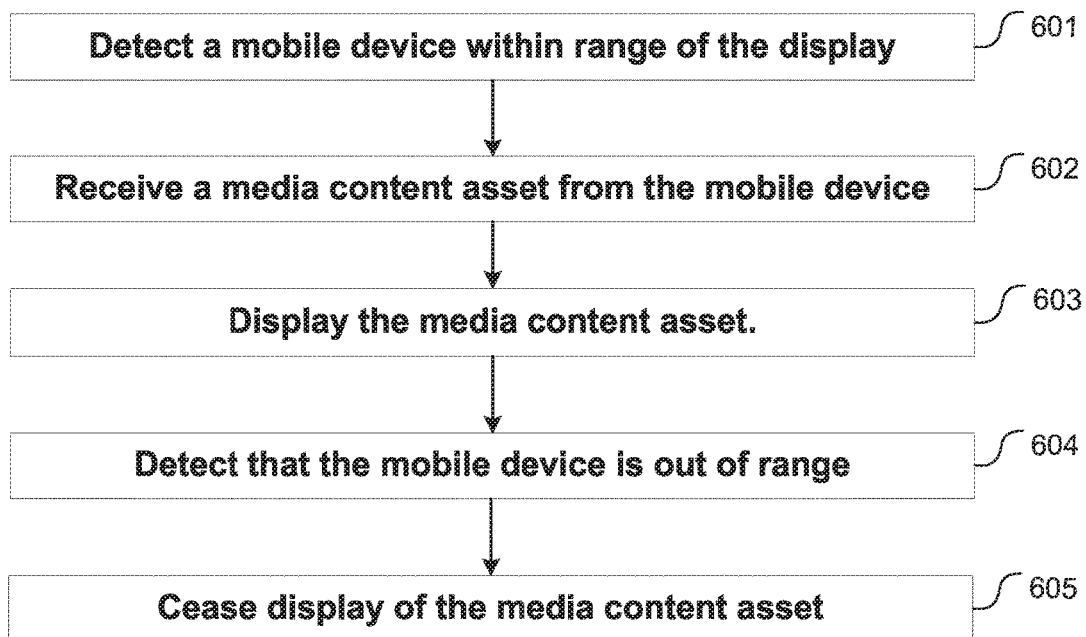 Detect a mobile device within range of the display
601
Receive a media content asset from the mobile device
602
Display the media content asset.
603
Detect that the mobile device is out of range
604
Cease display of the media content asset
605